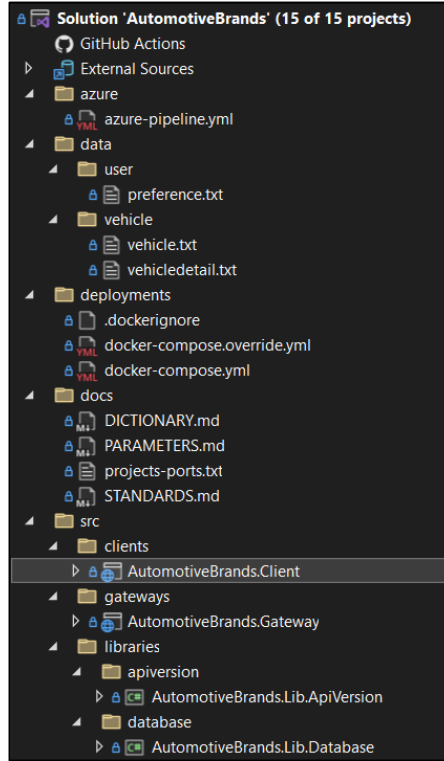 Solution 'AutomotiveBrands' (15 of 15 projects)
GitHub Actions
External Sources
azure
YML azure-pipeline.yml
data
user
preference.txt
vehicle
vehicle.txt
vehicledetail.txt
deployments
.dockerignore
YML docker-compose.override.yml
YML docker-compose.yml
docs
M↓ DICTIONARY.md
M↓ PARAMETERS.md
projects-ports.txt
M↓ STANDARDS.md
src
clients
AutomotiveBrands.Client
gateways
AutomotiveBrands.Gateway
libraries
apiversion
C# AutomotiveBrands.Lib.ApiVersion
database
C# AutomotiveBrands.Lib.Database